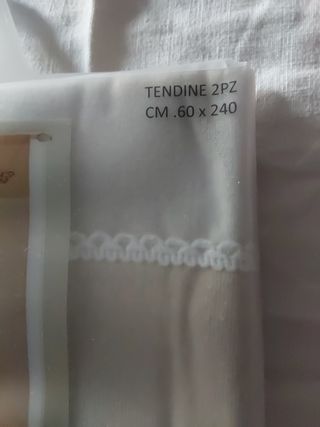 TENDINE 2PZ
CM .60 x 240